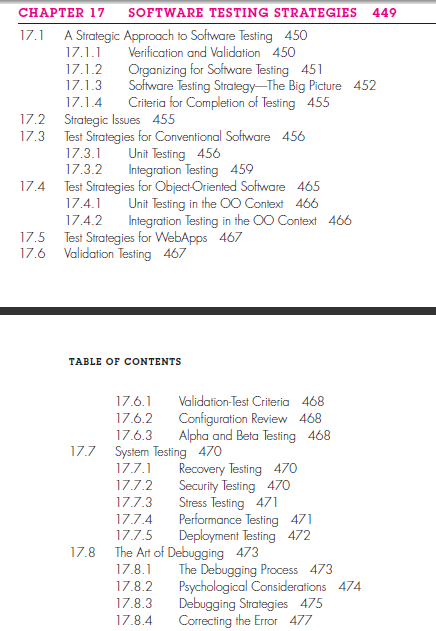 CHAPTER 17 SOFTWARE TESTING STRATEGIES 449
17.1 A Strategic Approach to Software Testing 450
17.1.1 Verification and Validation 450
17.1.2 Organizing for Software Testing 451
17.1.3 Software Testing Strategy—The Big Picture 452
17.1.4 Criteria for Completion of Testing 455
17.2 Strategic Issues 455
17.3 Test Strategies for Conventional Software 456
17.3.1 Unit Testing 456
17.3.2 Integration Testing 459
17.4 Test Strategies for Object-Oriented Software 465
17.4.1 Unit Testing in the OO Context 466
17.4.2 Integration Testing in the OO Context 466
17.5 Test Strategies for WebApps 467
17.6 Validation Testing 467
TABLE OF CONTENTS
17.6.1 Validation-Test Criteria 468
17.6.2 Configuration Review 468
17.6.3 Alpha and Beta Testing 468
17.7 System Testing 470
17.7.1 Recovery Testing 470
17.7.2 Security Testing 470
17.7.3 Stress Testing 471
17.7.4 Performance Testing 471
17.7.5 Deployment Testing 472
17.8 The Art of Debugging 473
17.8.1 The Debugging Process 473
17.8.2 Psychological Considerations 474
17.8.3 Debugging Strategies 475
17.8.4 Correcting the Error 477